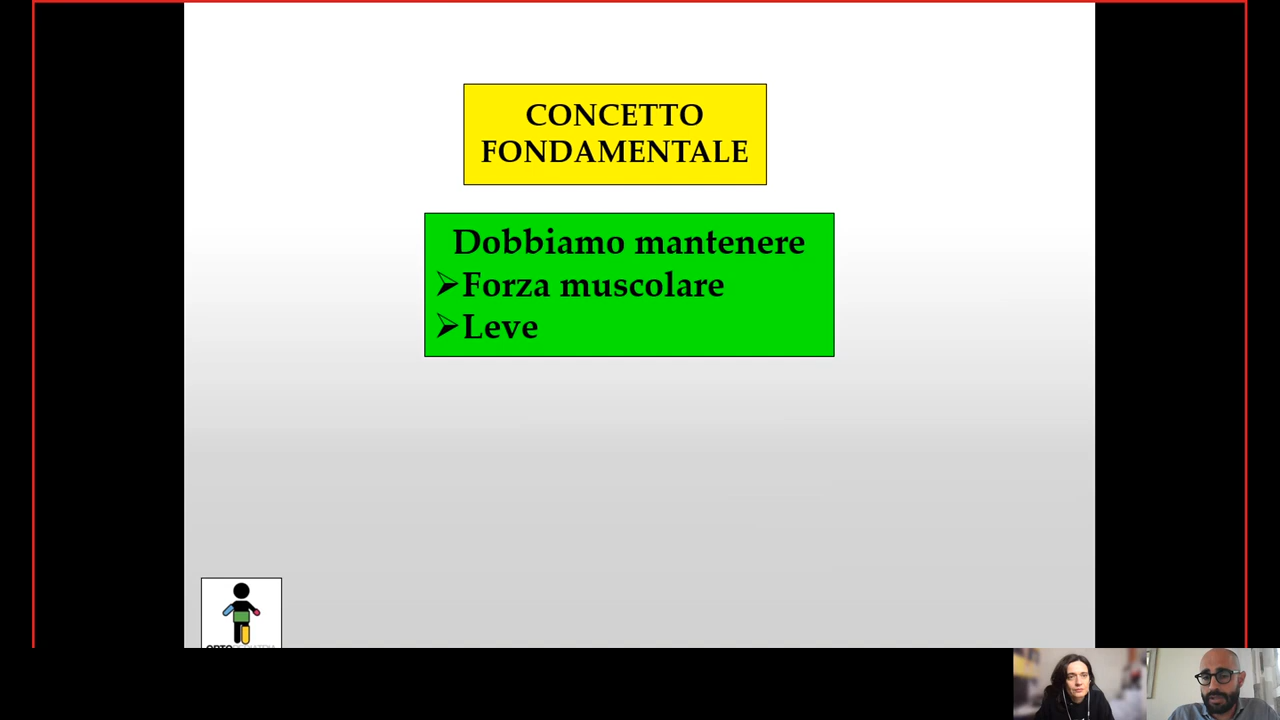 CONCETTO
FONDAMENTALE
Dobbiamo mantenere
➢Forza muscolare
➢Leve